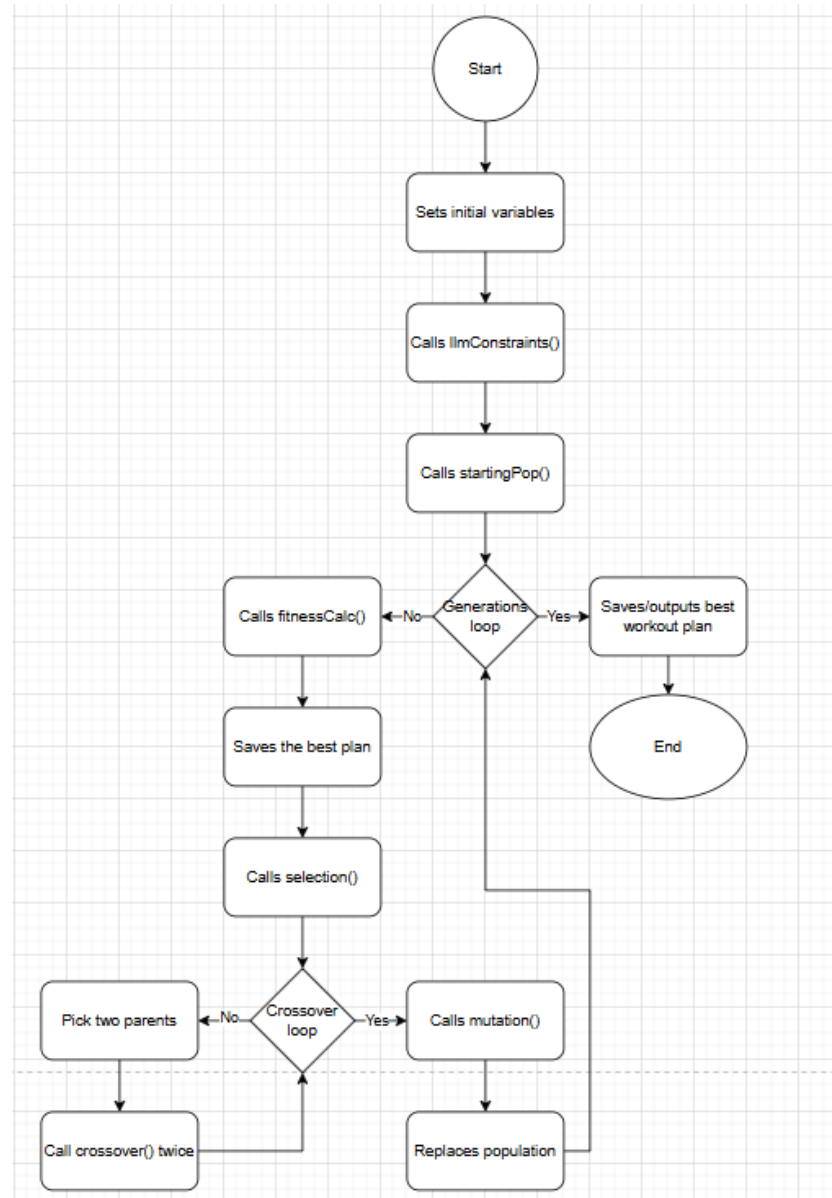 Start
Sets initial variables
Calls llmConstraints()
Calls startingPop()
Generations
loop
No
Yes
Calls fitnessCalc()
Saves/outputs best
workout plan
Saves the best plan
End
Calls selection()
Crossover
loop
No
Yes
Pick two parents
Calls mutation()
Call crossover() twice
Replaces population